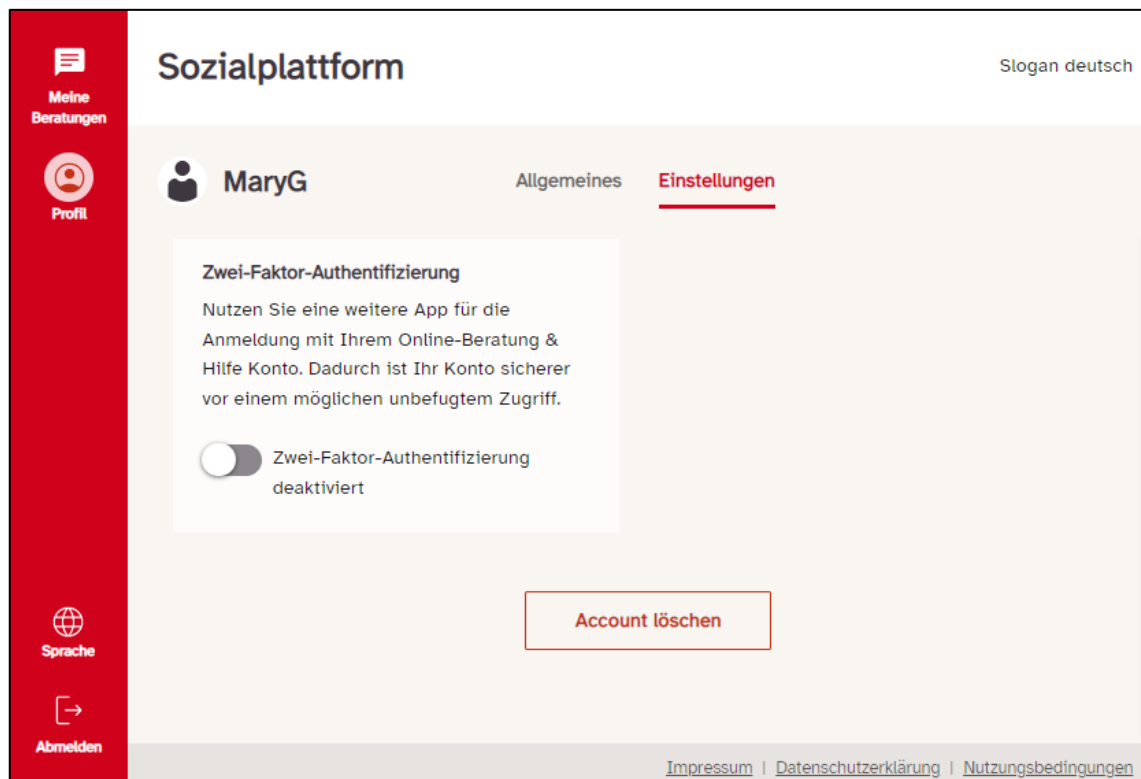 Meine
Beratungen
Profil
Sprache
Abmelden
Sozialplattform
Slogan deutsch
MaryG
Allgemeines
Einstellungen
Zwei-Faktor-Authentifizierung
Nutzen Sie eine weitere App für die
Anmeldung mit Ihrem Online-Beratung &
Hilfe Konto. Dadurch ist Ihr Konto sicherer
vor einem möglichen unbefugtem Zugriff.
Zwei-Faktor-Authentifizierung
deaktiviert
Account löschen
Impressum | Datenschutzerklärung | Nutzungsbedingungen